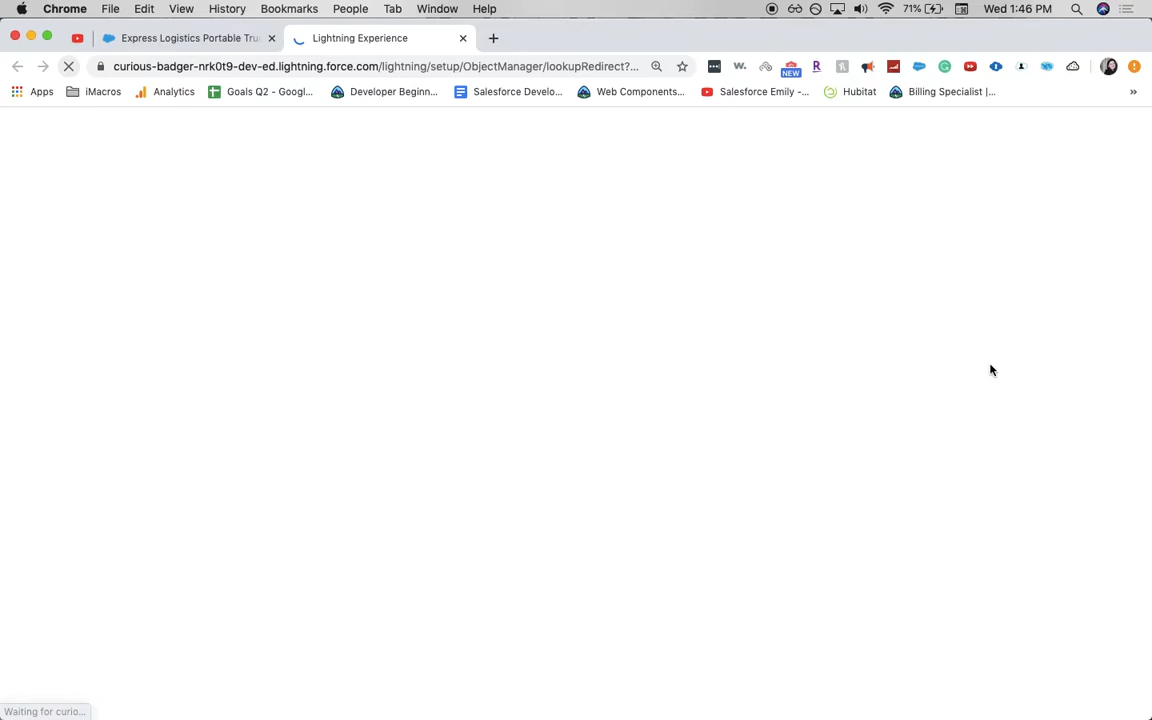 Chrome File Edit View History Bookmarks People Tab Window Help 71% Wed 1:46 PM
Express Logistics Portable Tru Lightning Experience
curious-badger-nrk0t9-dev-ed.lightning.force.com/lightning/setup/ObjectManager/lookupRedirect?... w. NEW R
Apps iMacros Analytics Goals Q2 - Googl... Developer Beginn... Salesforce Develo... Web Components... Salesforce Emily -... Hubitat Billing Specialist |... »
Waiting for curio...